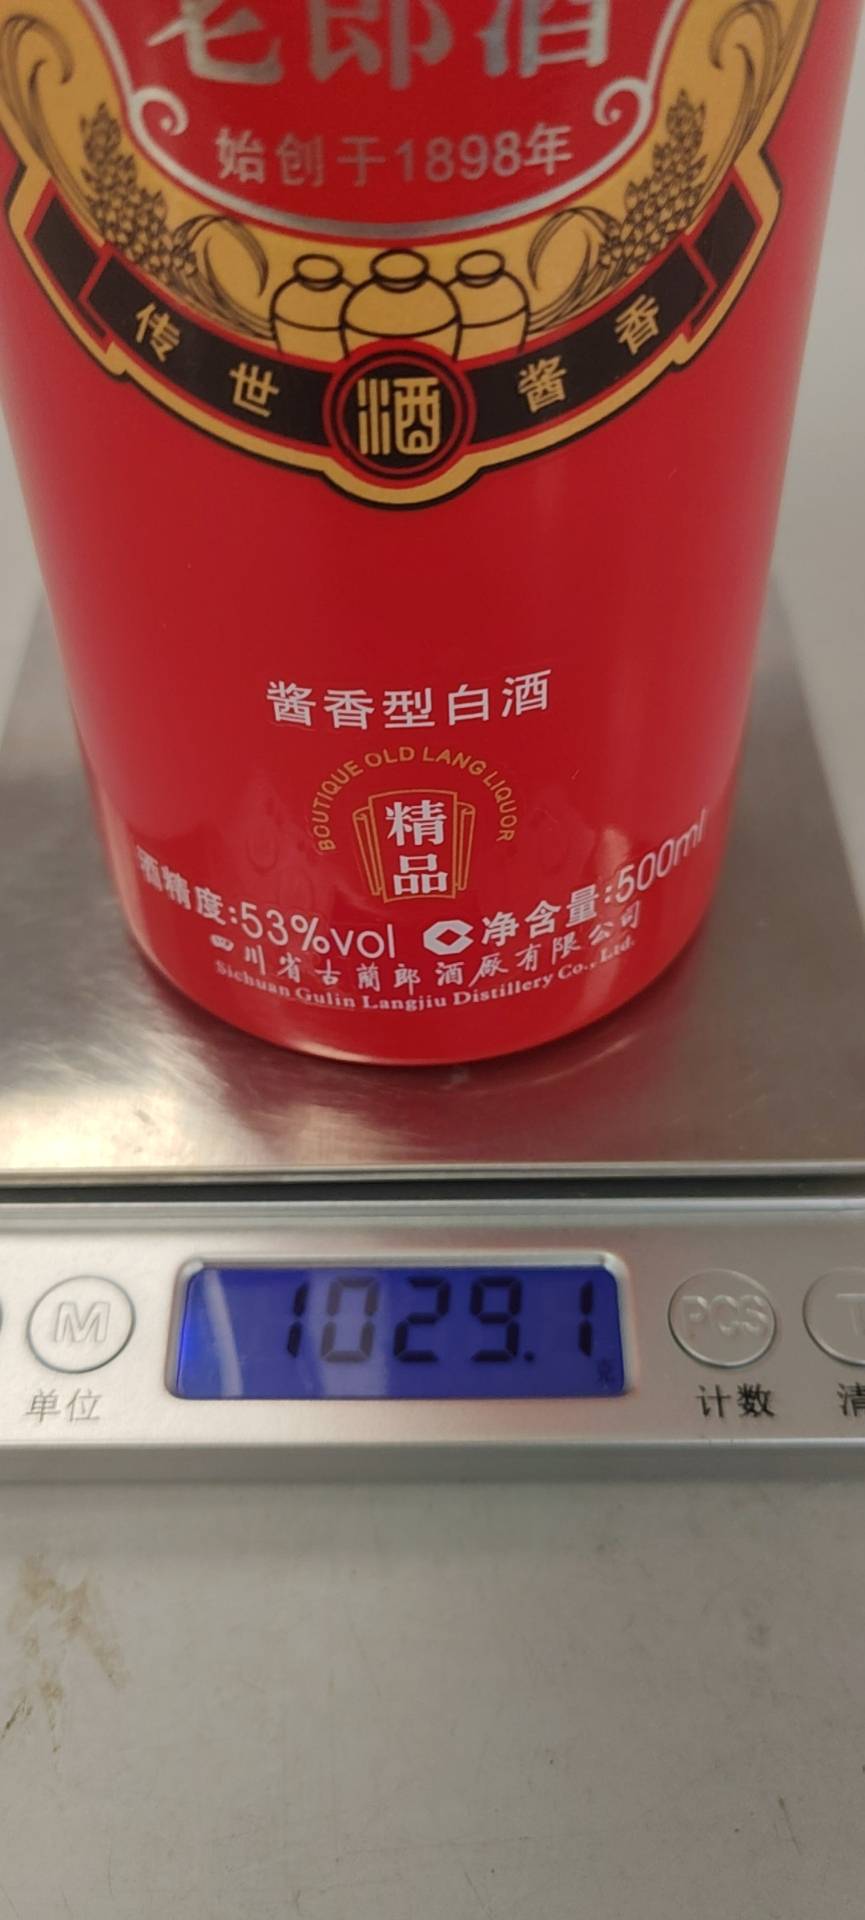 老郎酒
始创于1898年
传世 酒 酱香
酱香型白酒
BOUTIQUE OLD LANG LIQUOR
精
品
酒精度:53%vol 净含量:500ml
四川省古蔺郎酒厂有限公司
Sichuan Gulin Langjiu Distillery Co., Ltd.
1029.1
克
M
PCS
T
单位
计数
清